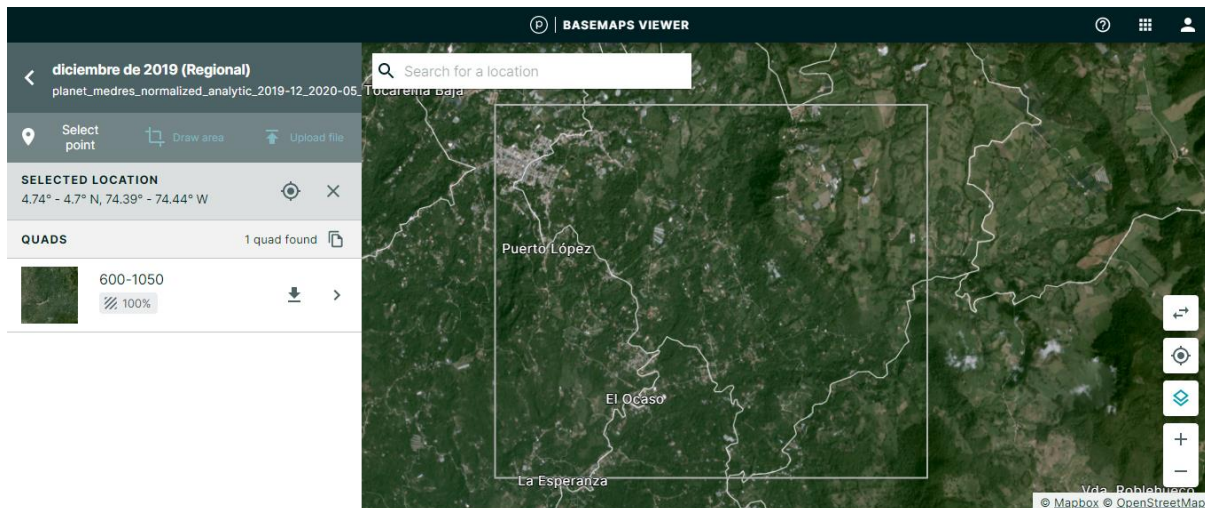 BASEMAPS VIEWER
diciembre de 2019 (Regional)
planet_medres_normalized_analytic_2019-12_2020-05_
Search for a location
Tocarema Baja
Select
point
Draw area
Upload file
SELECTED LOCATION
4.74° - 4.7° N, 74.39° - 74.44° W
QUADS
1 quad found
600-1050
100%
Puerto López
El Ocaso
La Esperanza
Vda. Roblehueco
© Mapbox © OpenStreetMap